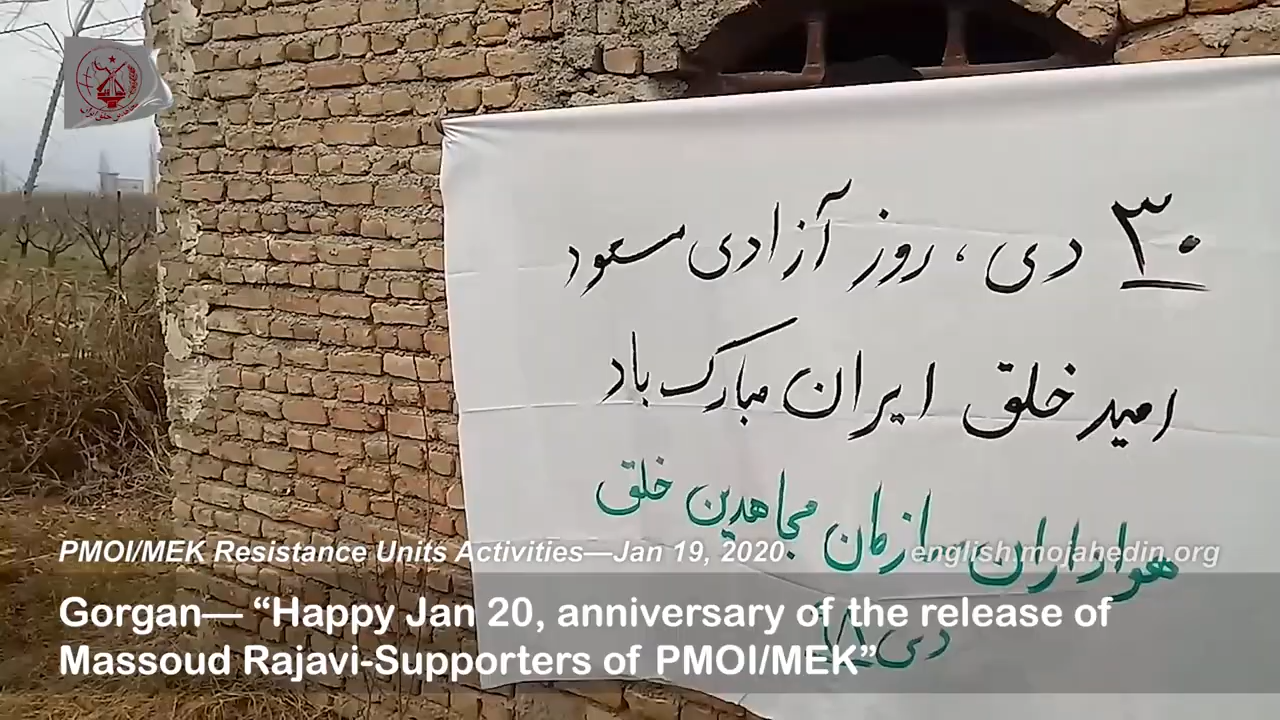 ۳۰ دی، روز آزادی مسعود
امید خلق ایران مبارک باد
هواداران سازمان مجاهدین خلق
PMOI/MEK Resistance Units Activities—Jan 19, 2020
english.mojahedin.org
Gorgan— “Happy Jan 20, anniversary of the release of
Massoud Rajavi-Supporters of PMOI/MEK”
دی